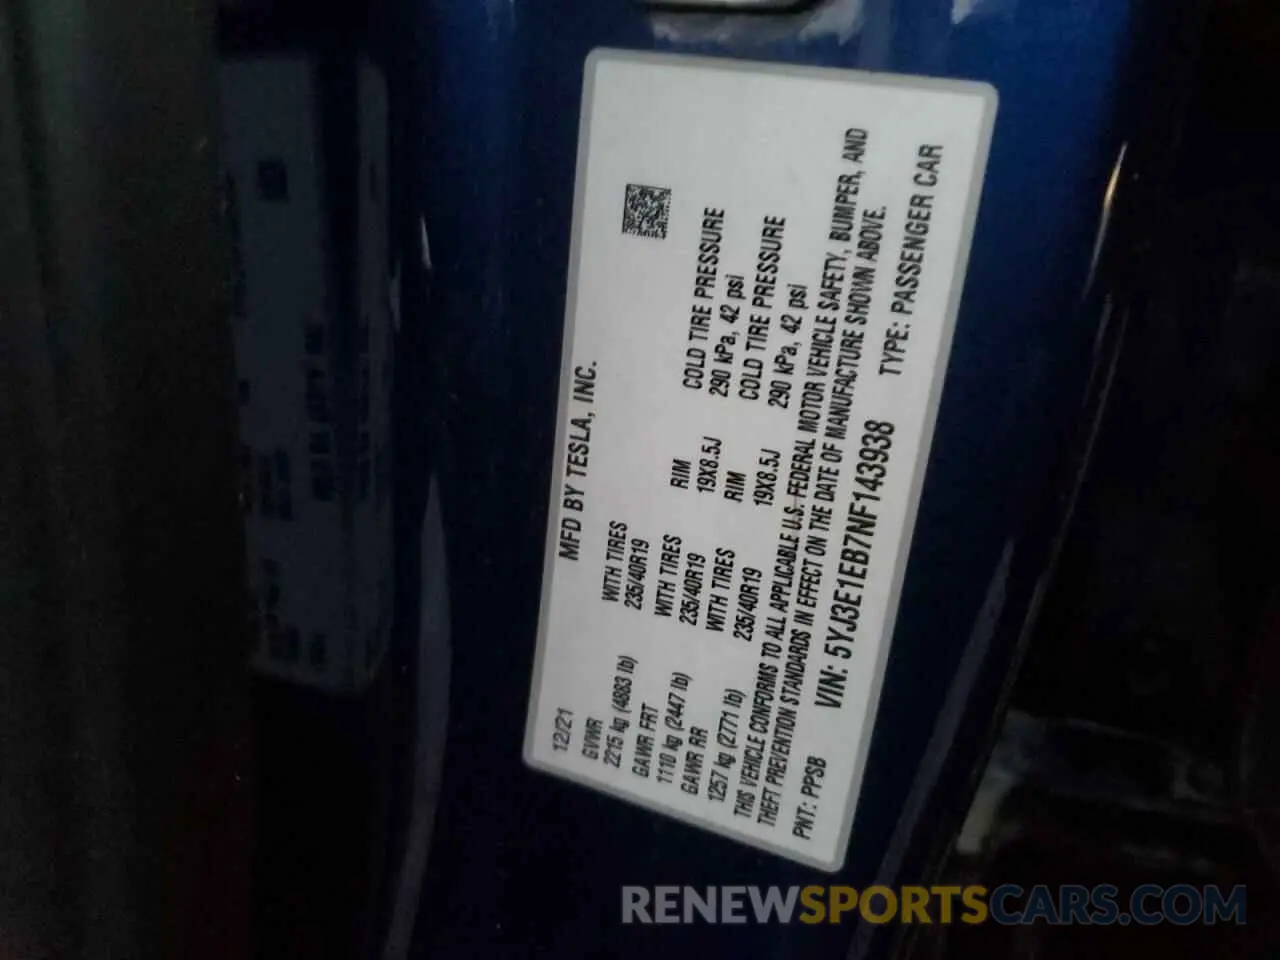 MFD BY TESLA, INC.
12/21
GVWR
2215 kg (4883 lb)
WITH TIRES
235/40R19
RIM
19X8.5J
COLD TIRE PRESSURE
290 kPa, 42 psi
GAWR FRT
1110 kg (2447 lb)
WITH TIRES
235/40R19
RIM
19X8.5J
COLD TIRE PRESSURE
290 kPa, 42 psi
GAWR RR
1257 kg (2771 lb)
WITH TIRES
235/40R19
THIS VEHICLE CONFORMS TO ALL APPLICABLE U.S. FEDERAL MOTOR VEHICLE SAFETY, BUMPER, AND
THEFT PREVENTION STANDARDS IN EFFECT ON THE DATE OF MANUFACTURE SHOWN ABOVE.
PNT: PPSB
VIN: 5YJ3E1EB7NF143938
TYPE: PASSENGER CAR
RENEWSPORTSCARS.COM